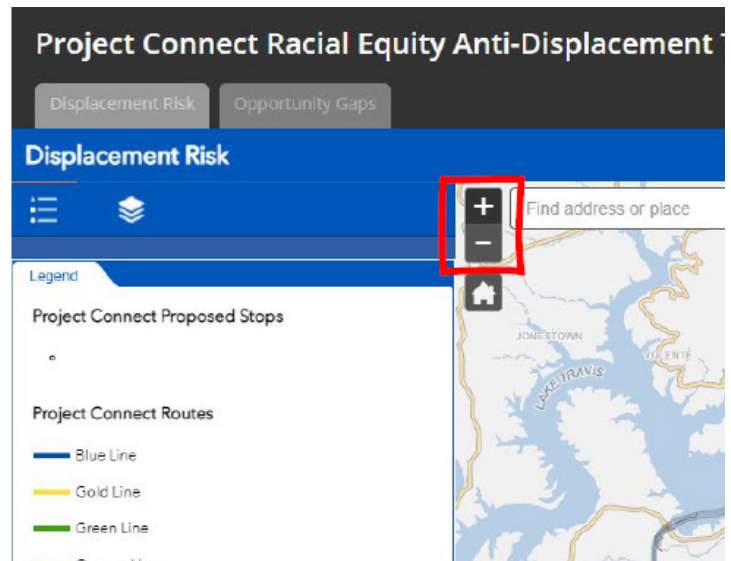 Project Connect Racial Equity Anti-Displacement
Displacement Risk
Opportunity Gaps
Displacement Risk
+
Find address or place
−
Legend
Project Connect Proposed Stops
JONESTOWN
VOLENTE
LAKE TRAVIS
Project Connect Routes
Blue Line
Gold Line
Green Line